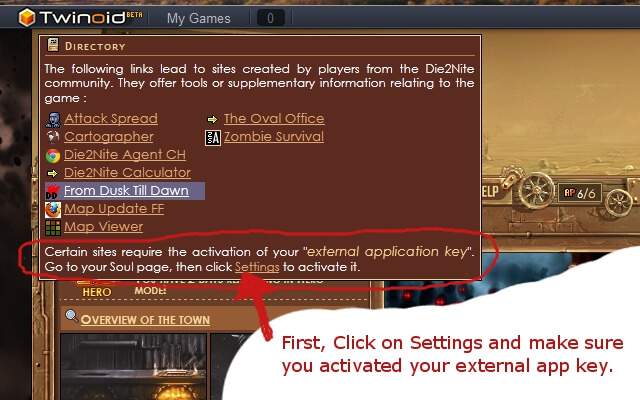 Twinoid BETA My Games 0
DIRECTORY
The following links lead to sites created by players from the Die2Nite
community. They offer tools or supplementary information relating to the
game :
Attack Spread
The Oval Office
Cartographer
Zombie Survival
Die2Nite Agent CH
Die2Nite Calculator
From Dusk Till Dawn
Map Update FF
Map Viewer
ELP
AP 6/6
Certain sites require the activation of your "external application key".
Go to your Soul page, then click Settings to activate it.
HERO
MODE:
OVERVIEW OF THE TOWN
First, Click on Settings and make sure
you activated your external app key.